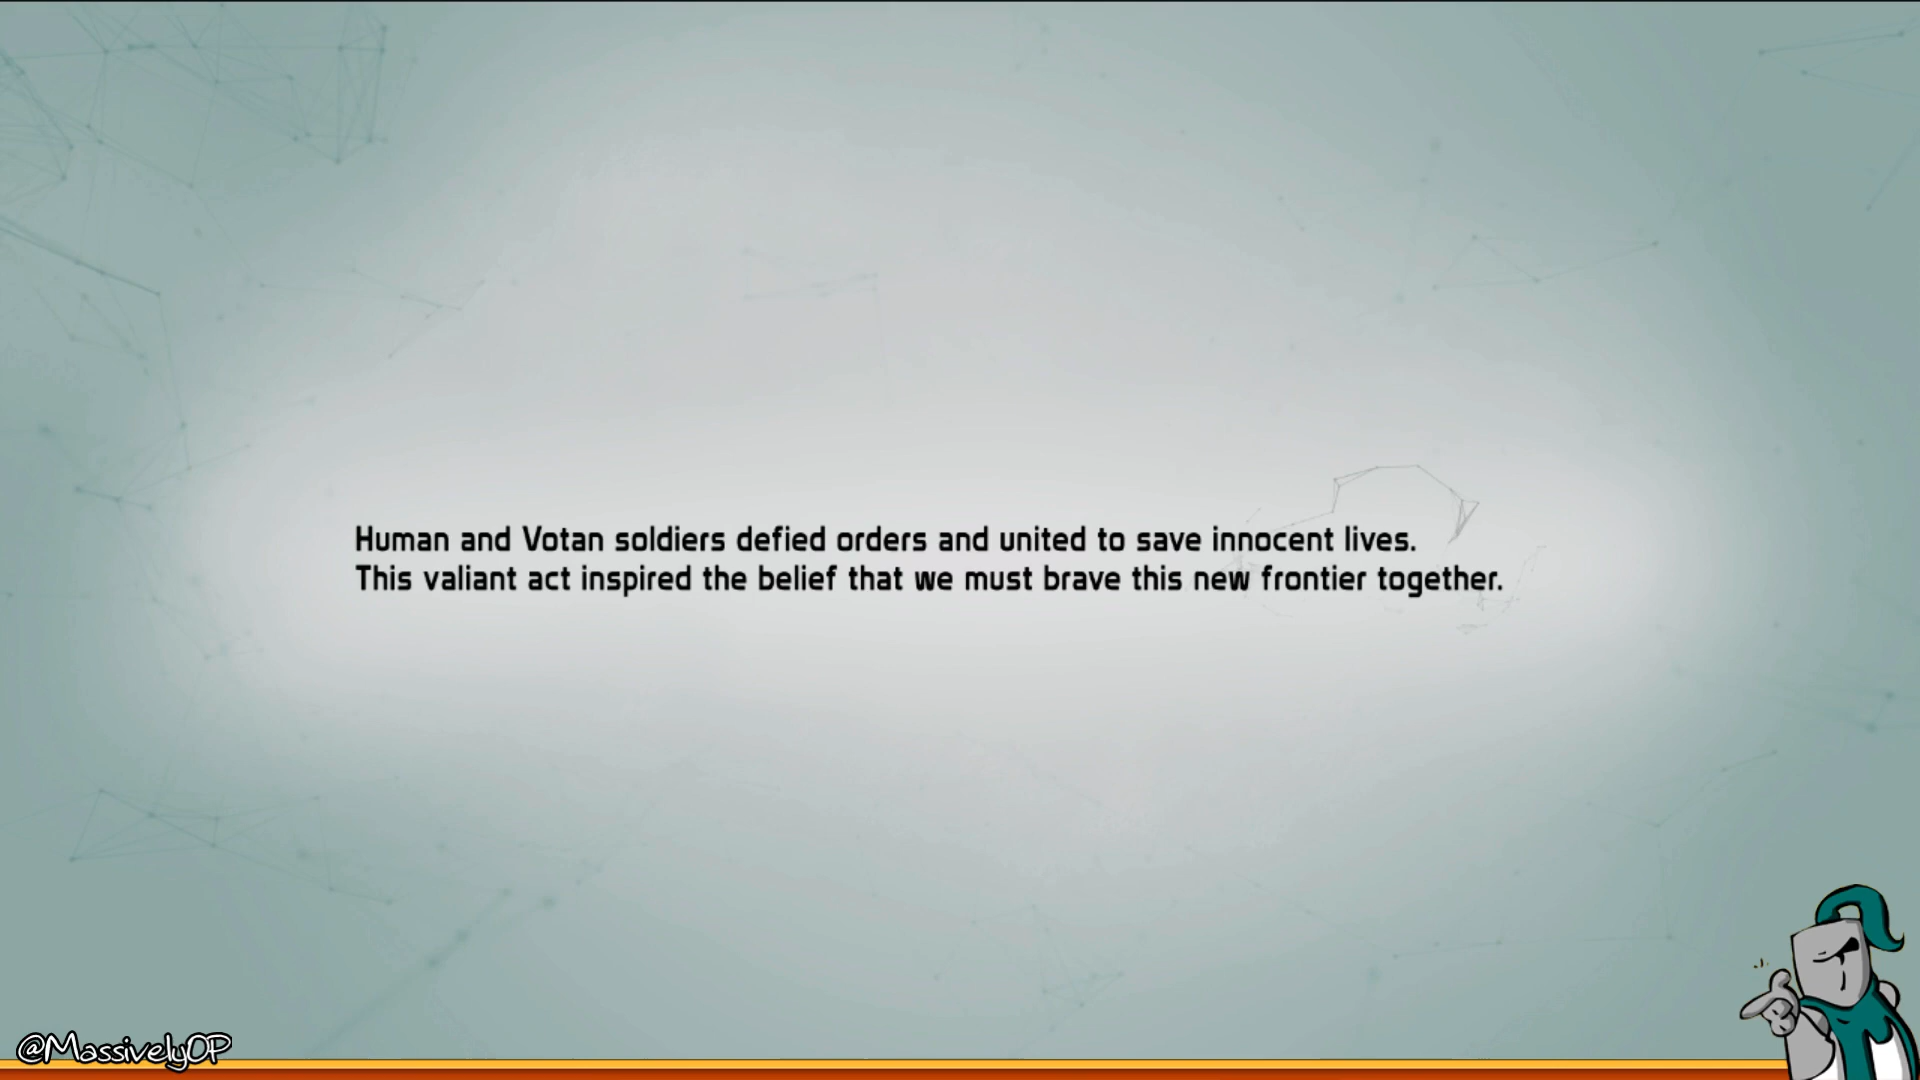 Human and Votan soldiers defied orders and united to save innocent lives.
This valiant act inspired the belief that we must brave this new frontier together.
@MassivelyOP